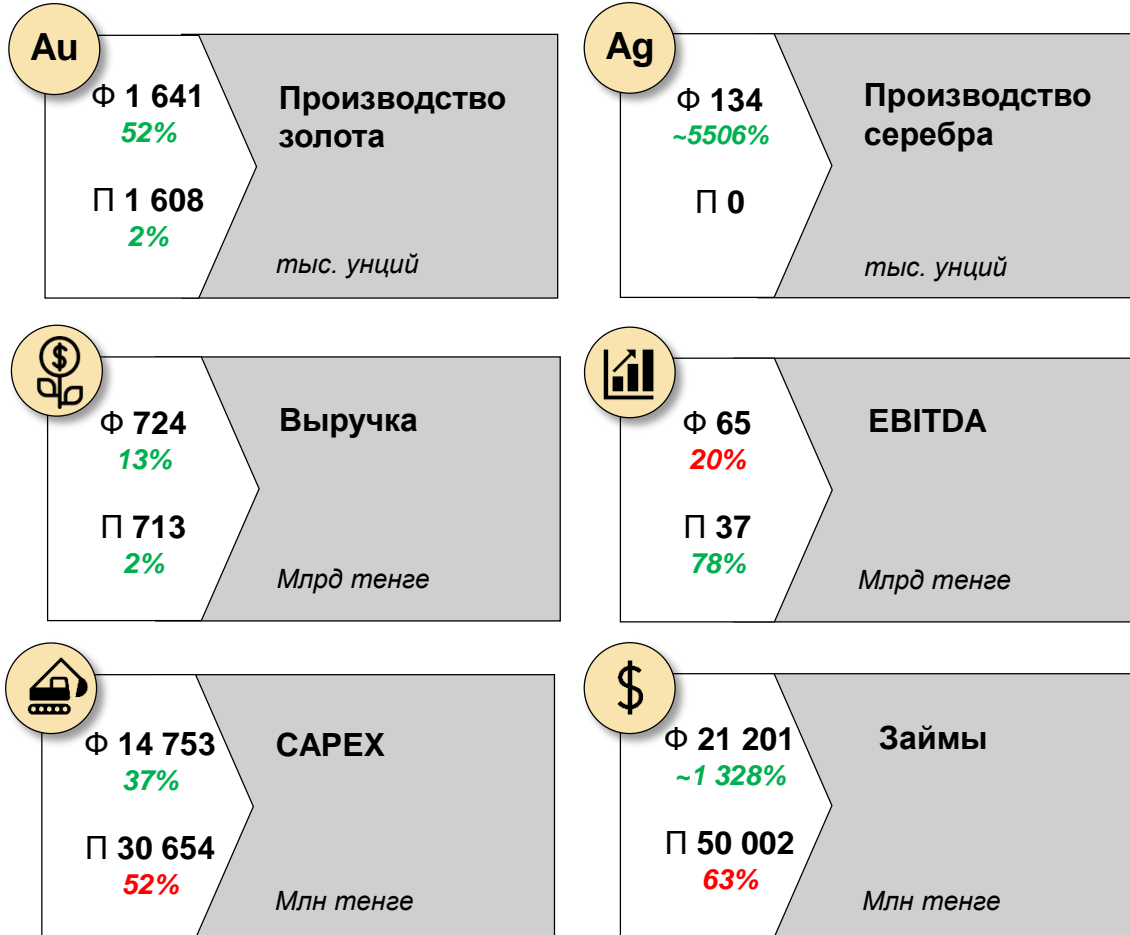 Au
Ф 1 641
52%
П 1 608
2%
Производство
золота
тыс. унций
Ag
Ф 134
~5506%
П 0
Производство
серебра
тыс. унций
$
Ф 724
13%
П 713
2%
Выручка
Млрд тенге
Ф 65
20%
П 37
78%
EBITDA
Млрд тенге
Ф 14 753
37%
П 30 654
52%
CAPEX
Млн тенге
$
Ф 21 201
~1 328%
П 50 002
63%
Займы
Млн тенге